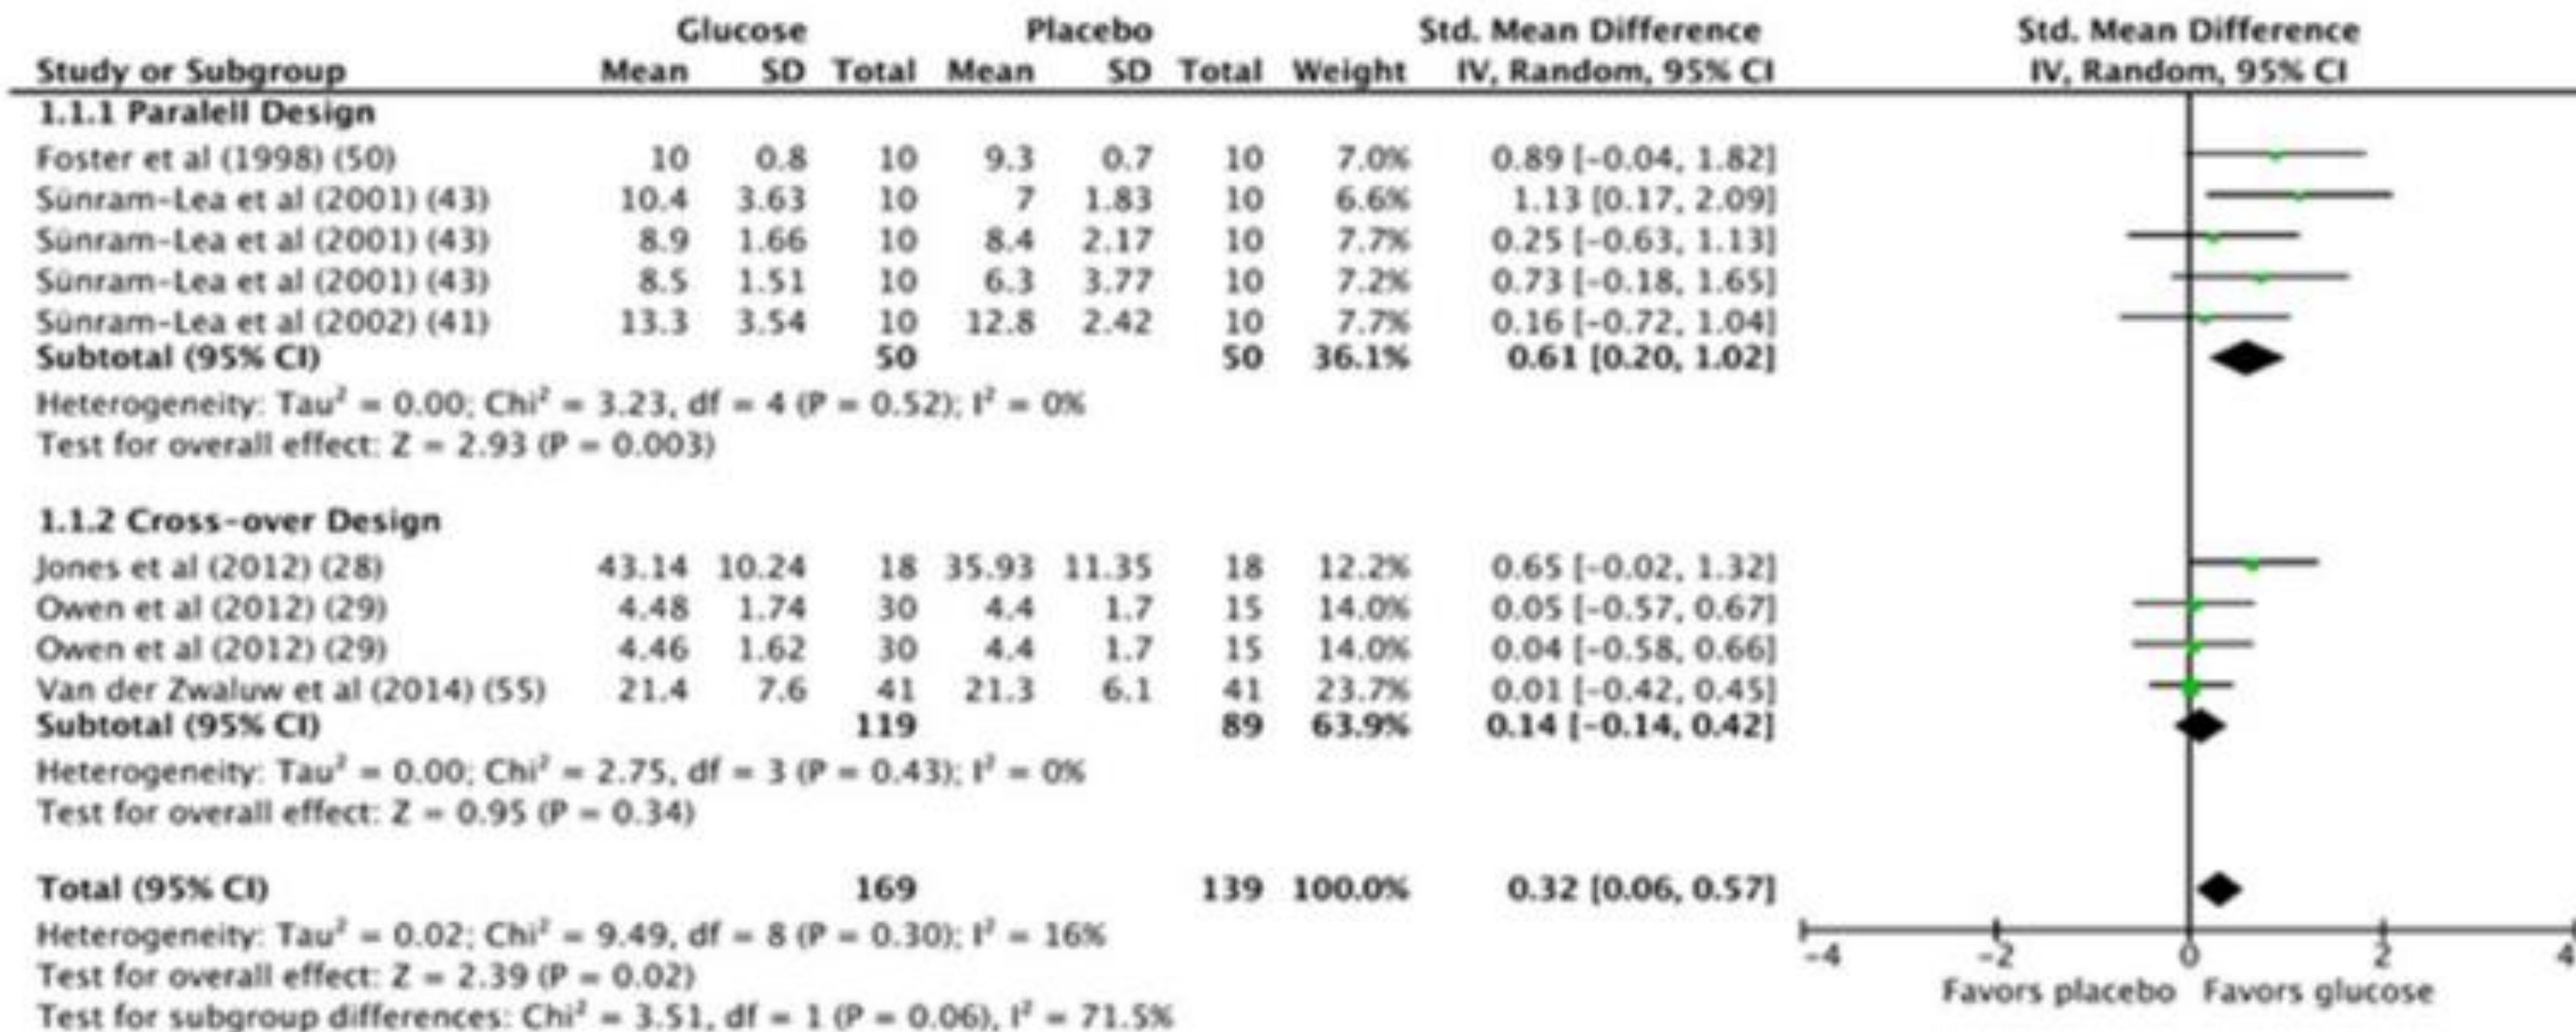 Glucose Placebo Std. Mean Difference Std. Mean Difference
Study or Subgroup Mean SD Total Mean SD Total Weight IV, Random, 95% CI IV, Random, 95% CI
1.1.1 Paralell Design
Foster et al (1998) (50) 10 0.8 10 9.3 0.7 10 7.0% 0.89 [-0.04, 1.82]
Sünram-Lea et al (2001) (43) 10.4 3.63 10 7 1.83 10 6.6% 1.13 [0.17, 2.09]
Sünram-Lea et al (2001) (43) 8.9 1.66 10 8.4 2.17 10 7.7% 0.25 [-0.63, 1.13]
Sünram-Lea et al (2001) (43) 8.5 1.51 10 6.3 3.77 10 7.2% 0.73 [-0.18, 1.65]
Sünram-Lea et al (2002) (41) 13.3 3.54 10 12.8 2.42 10 7.7% 0.16 [-0.72, 1.04]
Subtotal (95% CI) 50 50 36.1% 0.61 [0.20, 1.02]
Heterogeneity: Tau² = 0.00; Chi² = 3.23, df = 4 (P = 0.52); I² = 0%
Test for overall effect: Z = 2.93 (P = 0.003)
1.1.2 Cross-over Design
Jones et al (2012) (28) 43.14 10.24 18 35.93 11.35 18 12.2% 0.65 [-0.02, 1.32]
Owen et al (2012) (29) 4.48 1.74 30 4.4 1.7 15 14.0% 0.05 [-0.57, 0.67]
Owen et al (2012) (29) 4.46 1.62 30 4.4 1.7 15 14.0% 0.04 [-0.58, 0.66]
Van der Zwaluw et al (2014) (55) 21.4 7.6 41 21.3 6.1 41 23.7% 0.01 [-0.42, 0.45]
Subtotal (95% CI) 119 89 63.9% 0.14 [-0.14, 0.42]
Heterogeneity: Tau² = 0.00; Chi² = 2.75, df = 3 (P = 0.43); I² = 0%
Test for overall effect: Z = 0.95 (P = 0.34)
Total (95% CI) 169 139 100.0% 0.32 [0.06, 0.57]
Heterogeneity: Tau² = 0.02; Chi² = 9.49, df = 8 (P = 0.30); I² = 16%
Test for overall effect: Z = 2.39 (P = 0.02)
Test for subgroup differences: Chi² = 3.51, df = 1 (P = 0.06), I² = 71.5%
-4 -2 0 2 4
Favors placebo Favors glucose